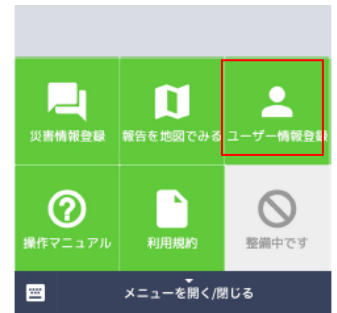 災害情報登録
報告を地図でみる
ユーザー情報登録
操作マニュアル
利用規約
整備中です
メニューを開く/閉じる